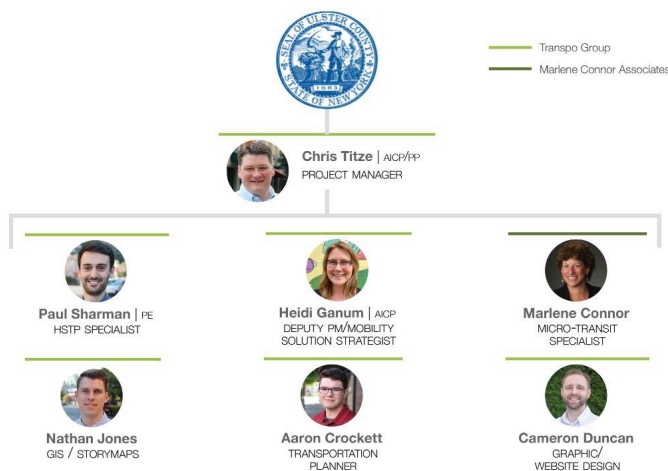 SEAL OF ULSTER COUNTY
STATE OF NEW YORK
1683
Transpo Group
Marlene Connor Associates
Chris Titze | AICP/PP
PROJECT MANAGER
Paul Sharman | PE
HSTP SPECIALIST
Heidi Ganum | AICP
DEPUTY PM/MOBILITY
SOLUTION STRATEGIST
Marlene Connor
MICRO-TRANSIT
SPECIALIST
Nathan Jones
GIS / STORYMAPS
Aaron Crockett
TRANSPORTATION
PLANNER
Cameron Duncan
GRAPHIC/
WEBSITE DESIGN